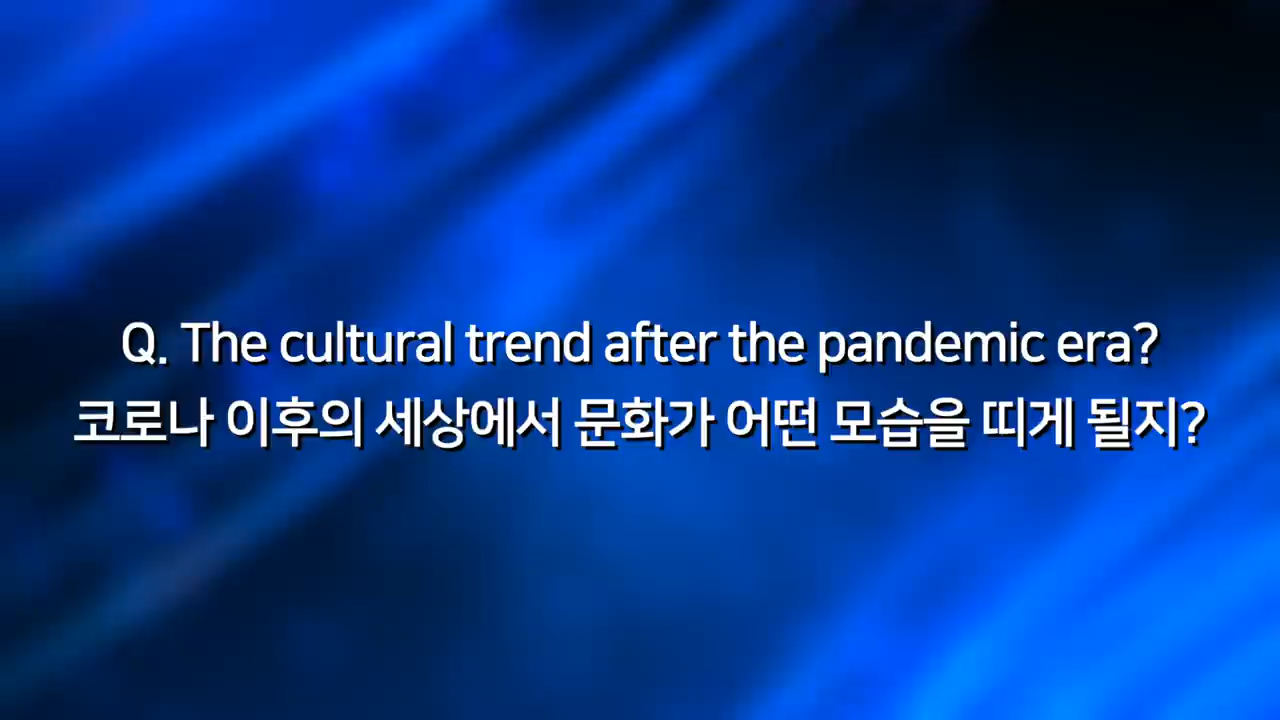 Q. The cultural trend after the pandemic era?
코로나 이후의 세상에서 문화가 어떤 모습을 띠게 될지?